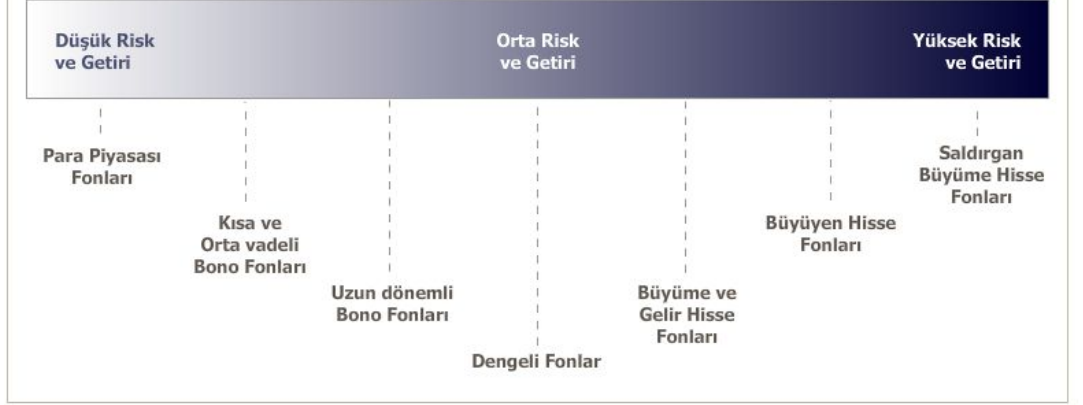 Düşük Risk
ve Getiri
Orta Risk
ve Getiri
Yüksek Risk
ve Getiri
Para Piyasası
Fonları
Kısa ve
Orta vadeli
Bono Fonları
Uzun dönemli
Bono Fonları
Dengeli Fonlar
Büyüme ve
Gelir Hisse
Fonları
Büyüyen Hisse
Fonları
Saldırgan
Büyüme Hisse
Fonları